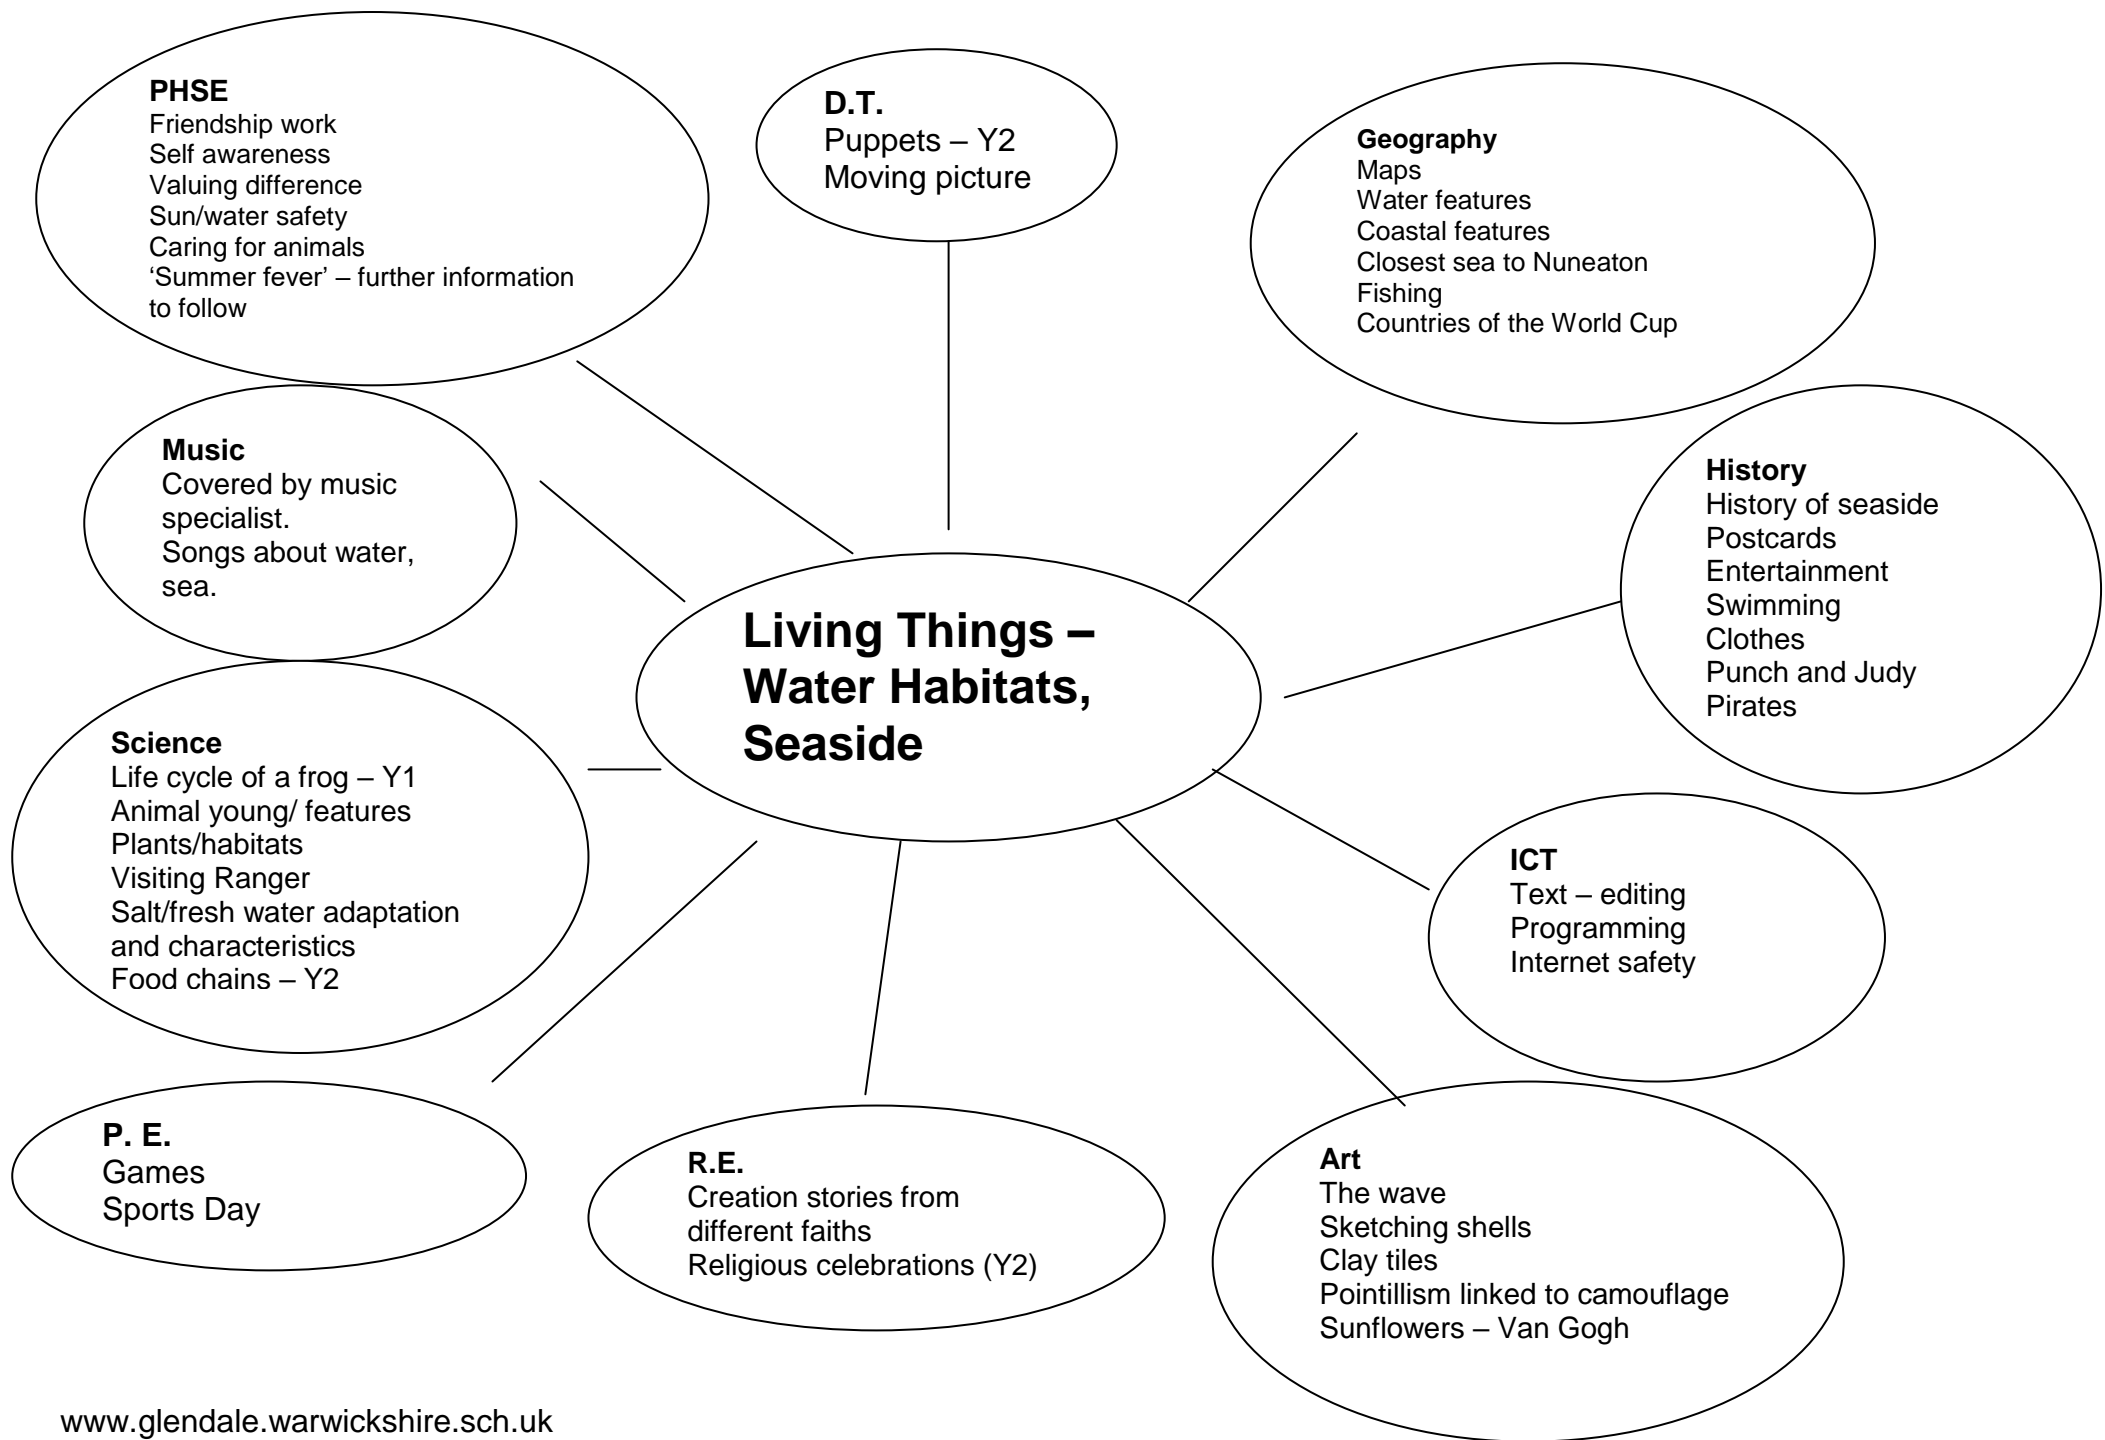 PHSE
Friendship work
Self awareness
Valuing difference
Sun/water safety
Caring for animals
‘Summer fever’ – further information
to follow
D.T.
Puppets – Y2
Moving picture
Geography
Maps
Water features
Coastal features
Closest sea to Nuneaton
Fishing
Countries of the World Cup
Music
Covered by music
specialist.
Songs about water,
sea.
History
History of seaside
Postcards
Entertainment
Swimming
Clothes
Punch and Judy
Pirates
Living Things –
Water Habitats,
Seaside
Science
Life cycle of a frog – Y1
Animal young/ features
Plants/habitats
Visiting Ranger
Salt/fresh water adaptation
and characteristics
Food chains – Y2
ICT
Text – editing
Programming
Internet safety
P. E.
Games
Sports Day
R.E.
Creation stories from
different faiths
Religious celebrations (Y2)
Art
The wave
Sketching shells
Clay tiles
Pointillism linked to camouflage
Sunflowers – Van Gogh
www.glendale.warwickshire.sch.uk